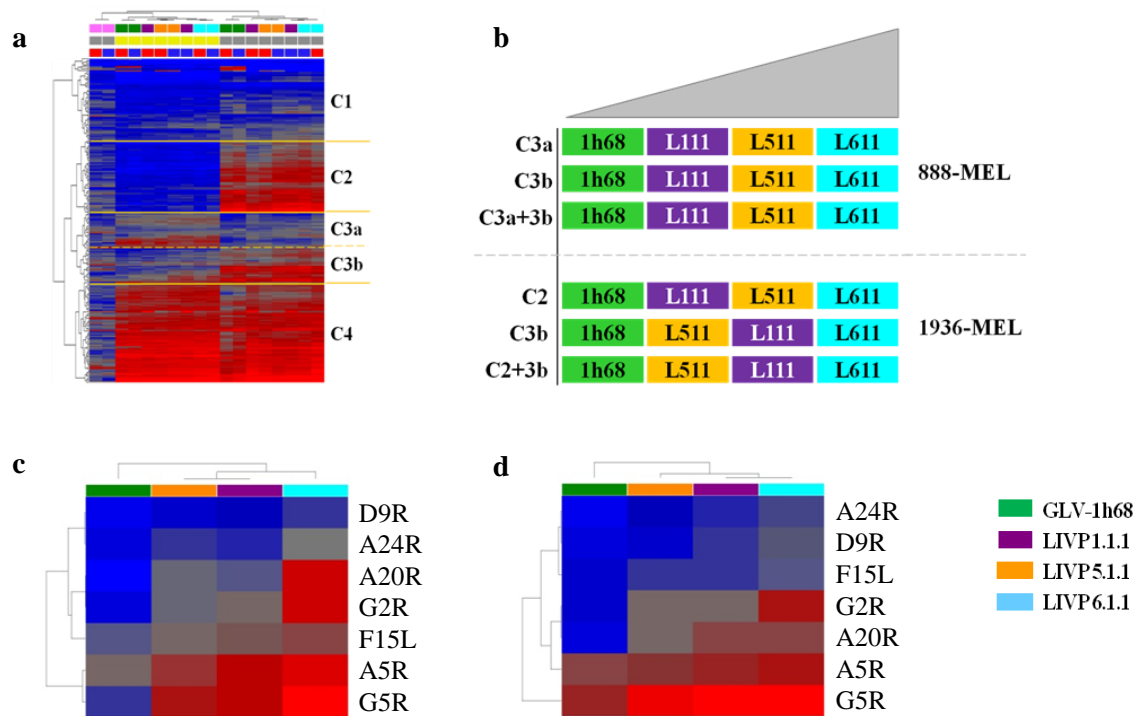 a
C1
C2
C3a
C3b
C4
b
C3a 1h68 L111 L511 L611
C3b 1h68 L111 L511 L611
C3a+3b 1h68 L111 L511 L611
888-MEL
C2 1h68 L111 L511 L611
C3b 1h68 L511 L111 L611
C2+3b 1h68 L511 L111 L611
1936-MEL
c
D9R
A24R
A20R
G2R
F15L
A5R
G5R
d
A24R
D9R
F15L
G2R
A20R
A5R
G5R
GLV-1h68
LIVP1.1.1
LIVP5.1.1
LIVP6.1.1